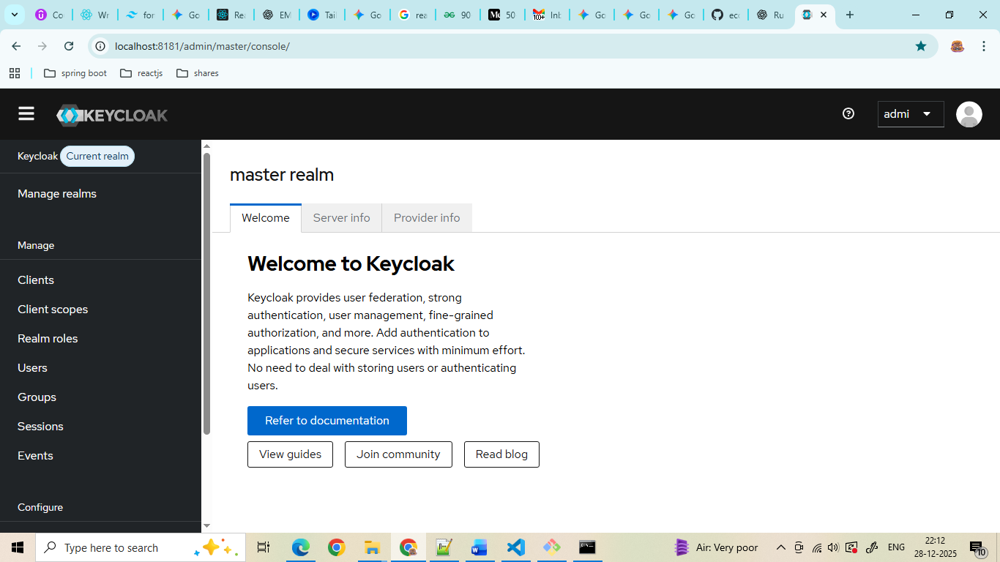 Co
Wr
for
Go
Rea
EM
Tail
Go
rea
90
50
100+
Inb
Go
Go
Go
ecc
Ru
localhost:8181/admin/master/console/
spring boot
reactjs
shares
KEYCLOAK
admi
Keycloak Current realm
Manage realms
Manage
Clients
Client scopes
Realm roles
Users
Groups
Sessions
Events
Configure
master realm
Welcome
Server info
Provider info
Welcome to Keycloak
Keycloak provides user federation, strong
authentication, user management, fine-grained
authorization, and more. Add authentication to
applications and secure services with minimum effort.
No need to deal with storing users or authenticating
users.
Refer to documentation
View guides
Join community
Read blog
Type here to search
Air: Very poor
ENG
22:12
28-12-2025
10